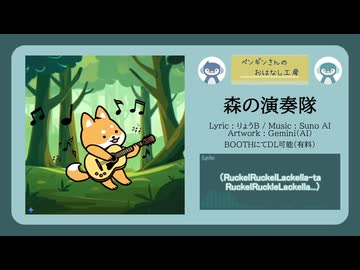 ペンギンさんの
おはなし工房
森の演奏隊
Lyric : りょうB / Music : Suno AI
Artwork : Gemini(AI)
BOOTHにてDL可能(有料)
Lyric
(RuckelRuckelLackella-ta
RuckelRuckleLackella...)